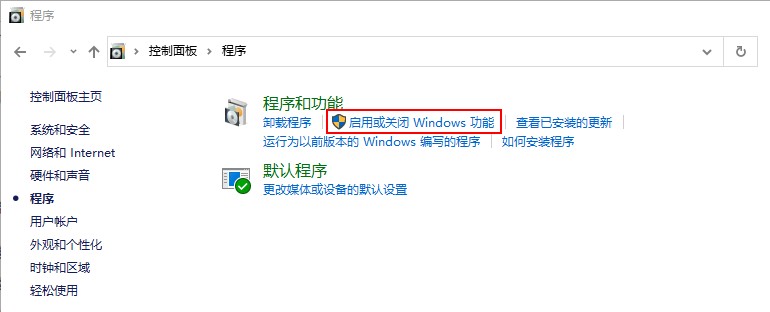 程序
控制面板 程序
控制面板主页
系统和安全
网络和 Internet
硬件和声音
程序
用户帐户
外观和个性化
时钟和区域
轻松使用
程序和功能
卸载程序 启用或关闭 Windows 功能 查看已安装的更新
运行为以前版本的 Windows 编写的程序 如何安装程序
默认程序
更改媒体或设备的默认设置